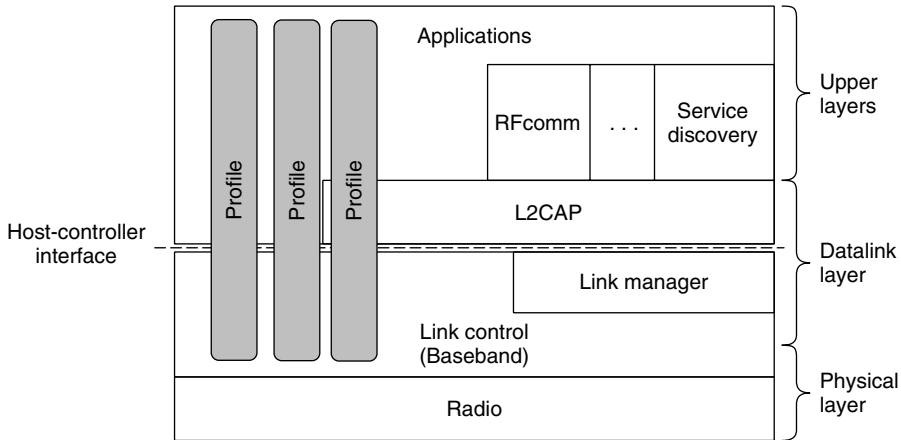 Applications
Upper
layers
RFcomm
. . .
Service
discovery
Profile
Profile
Profile
L2CAP
Host-controller
interface
Datalink
layer
Link manager
Link control
(Baseband)
Physical
layer
Radio